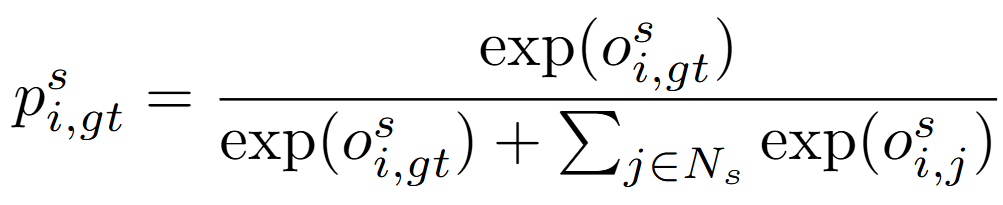 p^s_{i,gt} = \frac{\exp(o^s_{i,gt})}{\exp(o^s_{i,gt}) + \sum_{j \in N_s} \exp(o^s_{i,j})}